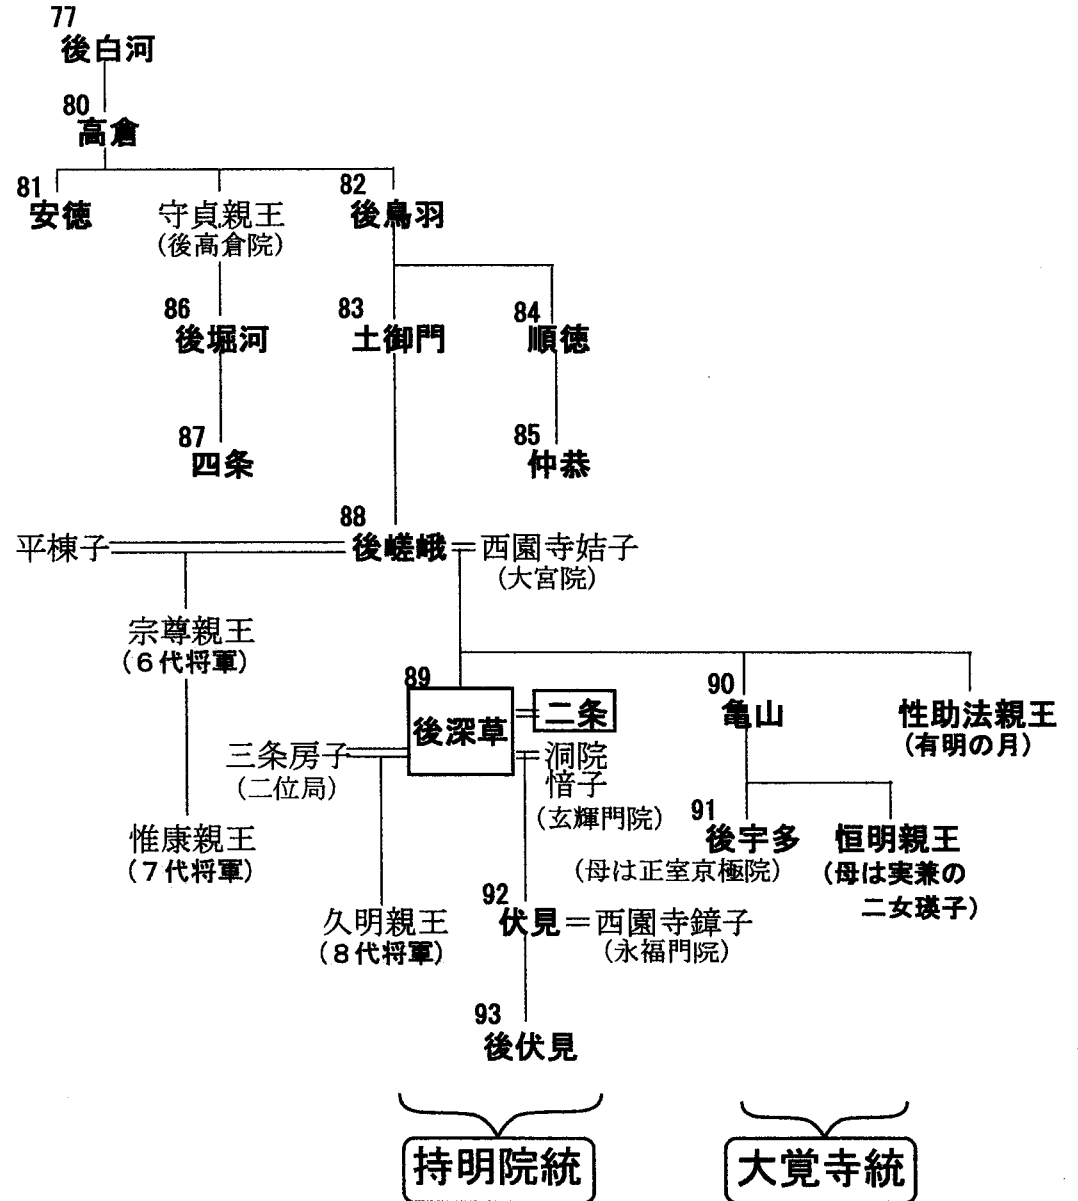 77
後白河
80
高倉
81
安徳
守貞親王
(後高倉院)
82
後鳥羽
86
後堀河
83
土御門
84
順徳
87
四条
85
仲恭
88
平棟子
後嵯峨
西園寺姞子
(大宮院)
宗尊親王
(6代将軍)
89
後深草
二条
90
亀山
性助法親王
(有明の月)
三条房子
(二位局)
洞院
愔子
(玄輝門院)
惟康親王
(7代将軍)
91
後宇多
(母は正室京極院)
恒明親王
(母は実兼の
二女瑛子)
久明親王
(8代将軍)
92
伏見
西園寺鏱子
(永福門院)
93
後伏見
持明院統
大覚寺統